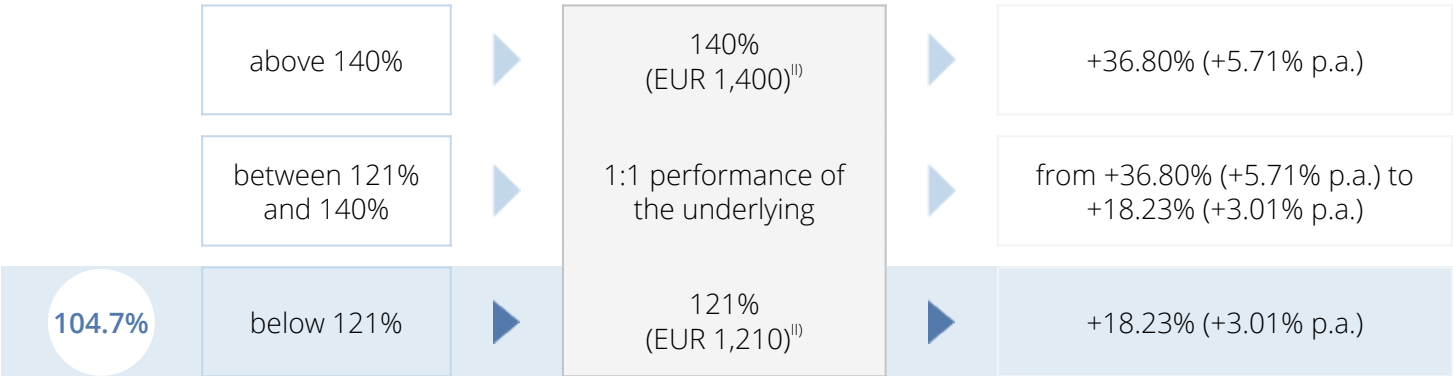 above 140%
140%
(EUR 1,400)II)
+36.80% (+5.71% p.a.)
between 121%
and 140%
1:1 performance of
the underlying
from +36.80% (+5.71% p.a.) to
+18.23% (+3.01% p.a.)
104.7%
below 121%
121%
(EUR 1,210)II)
+18.23% (+3.01% p.a.)